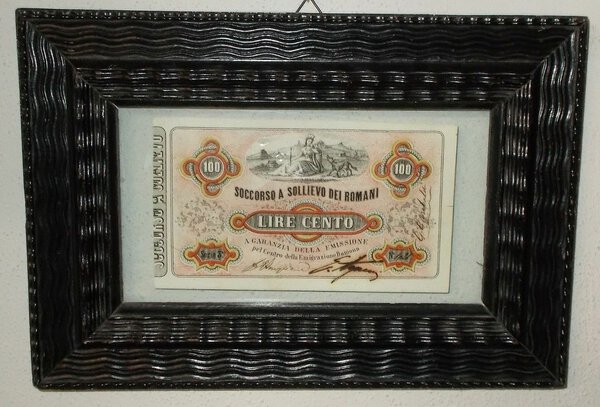 100 100
SOCCORSO A SOLLIEVO DEI ROMANI
LIRE CENTO
A GARANZIA DELLA EMISSIONE
pel Centro della Emigrazione Romana